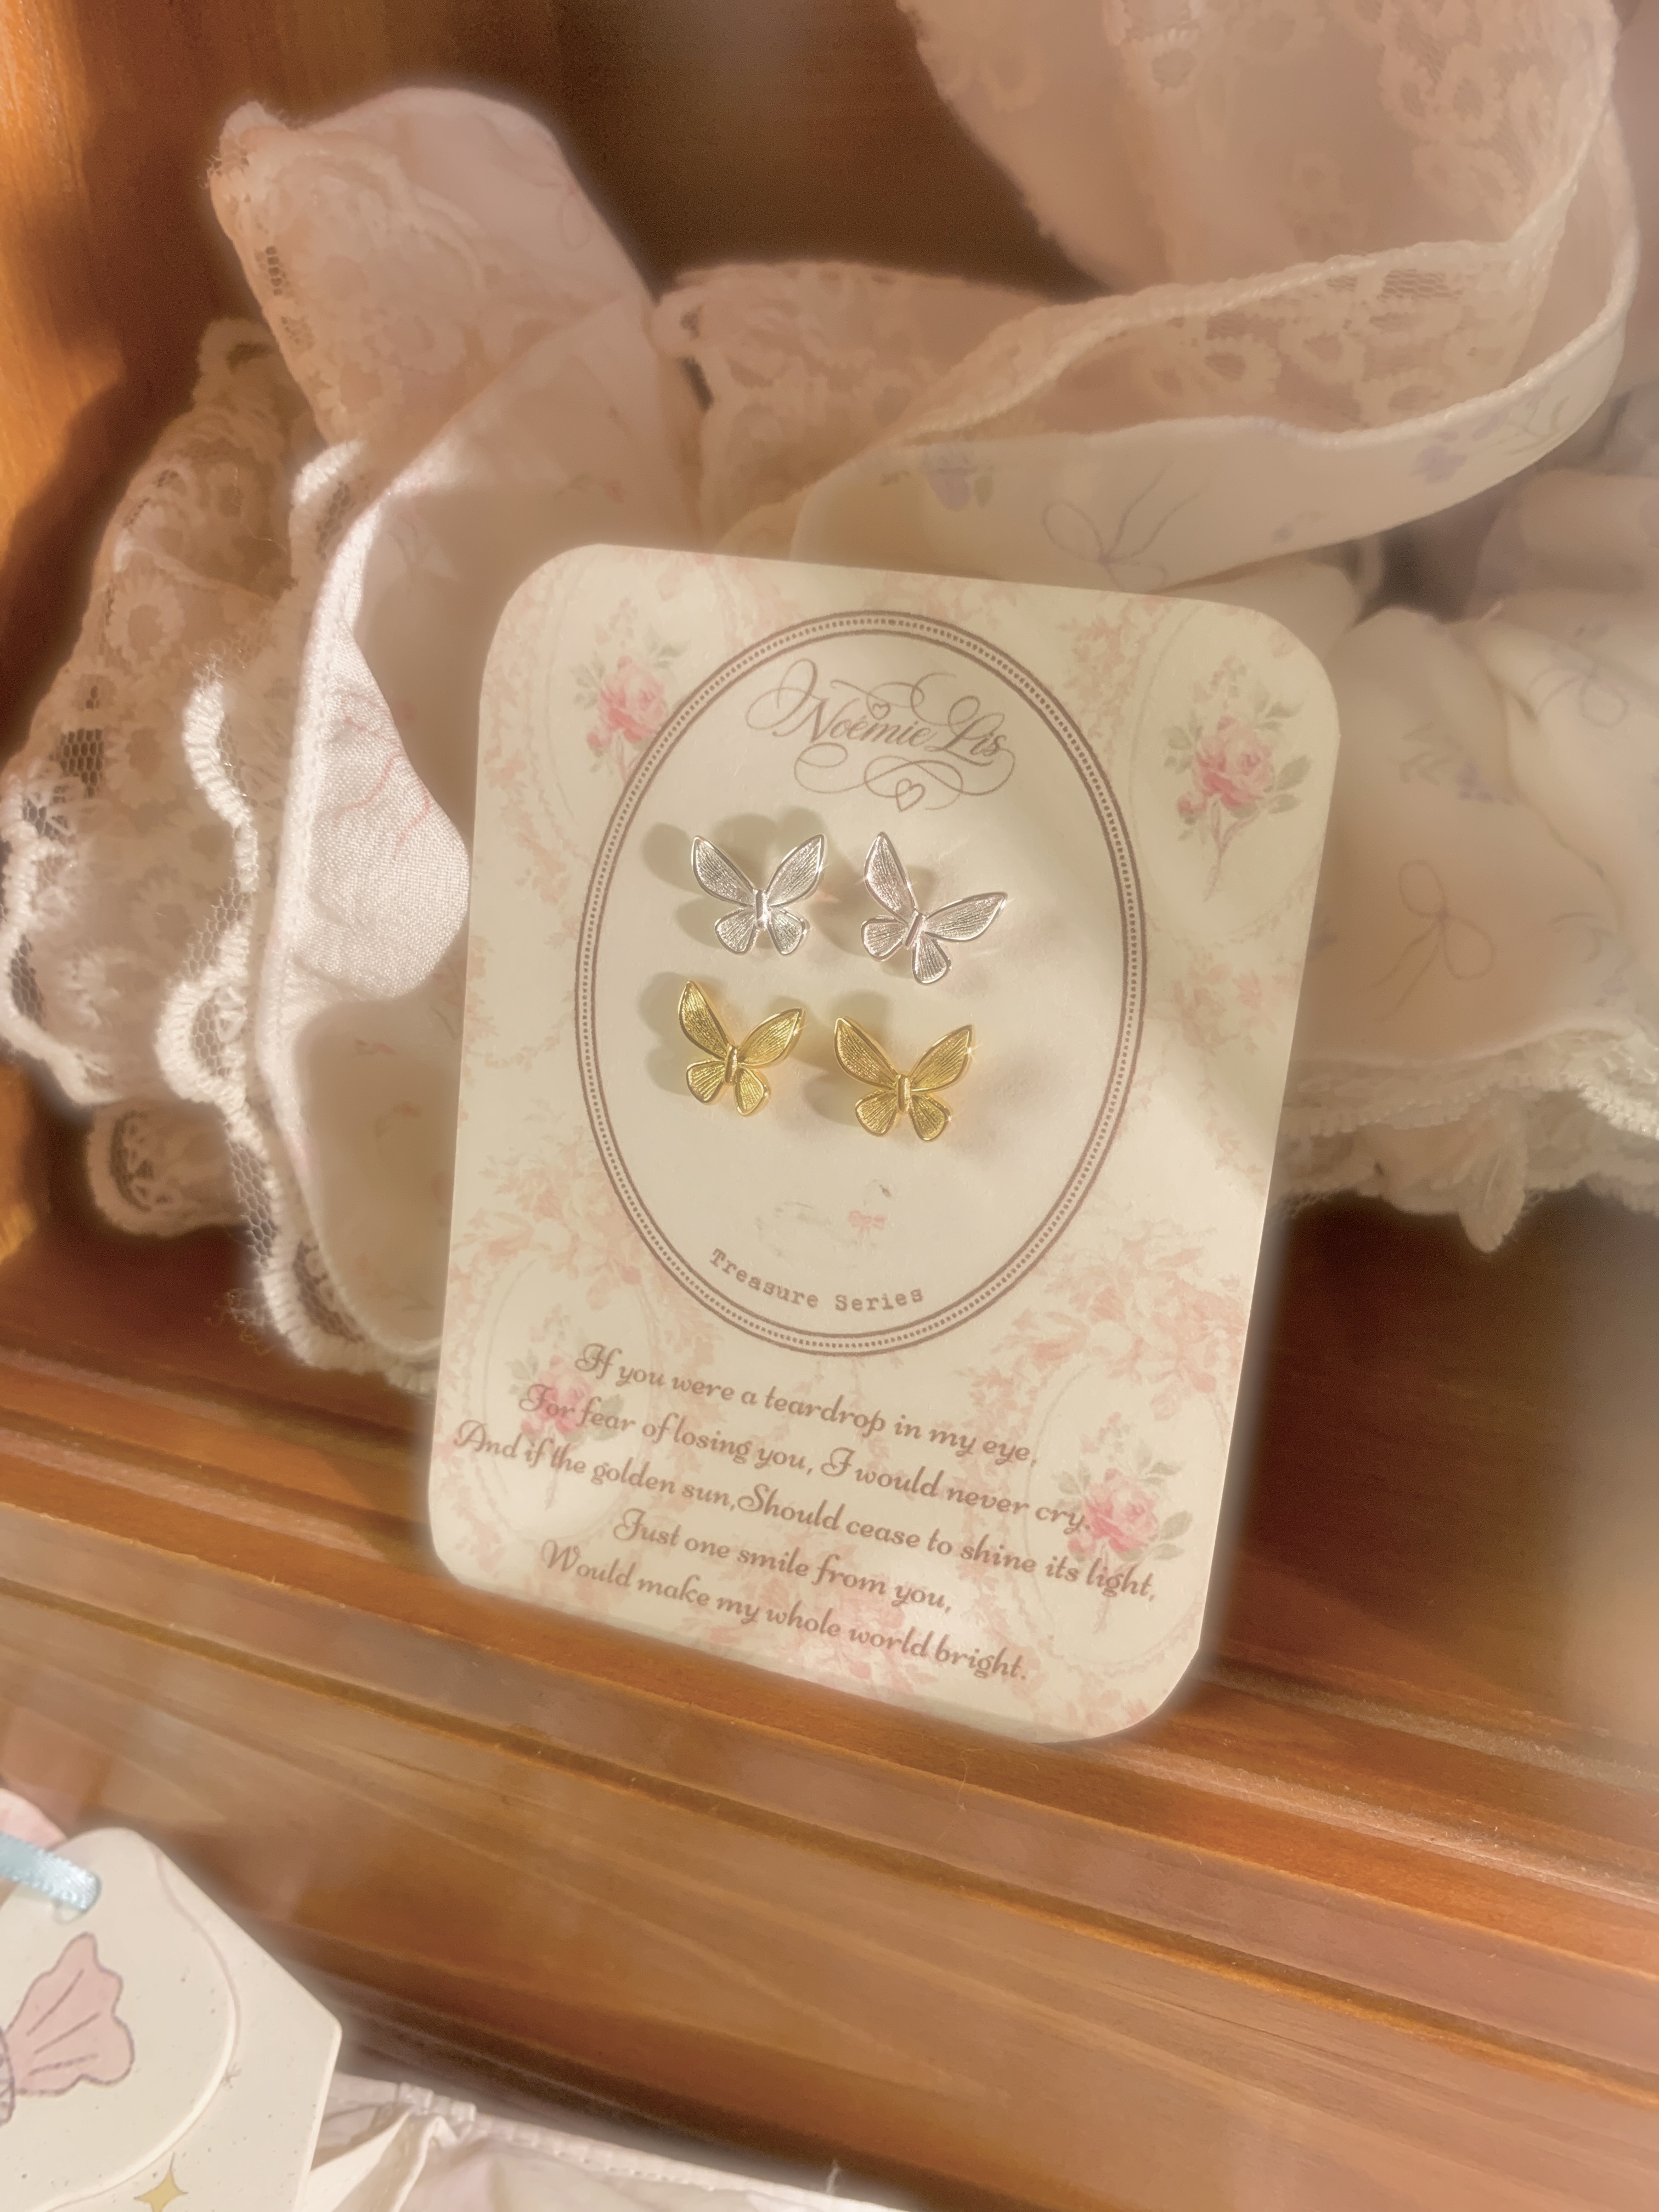 Noémie Lis
Treasure Series
If you were a teardrop in my eye,
For fear of losing you, I would never cry.
And if the golden sun,Should cease to shine its light,
Just one smile from you,
Would make my whole world bright.